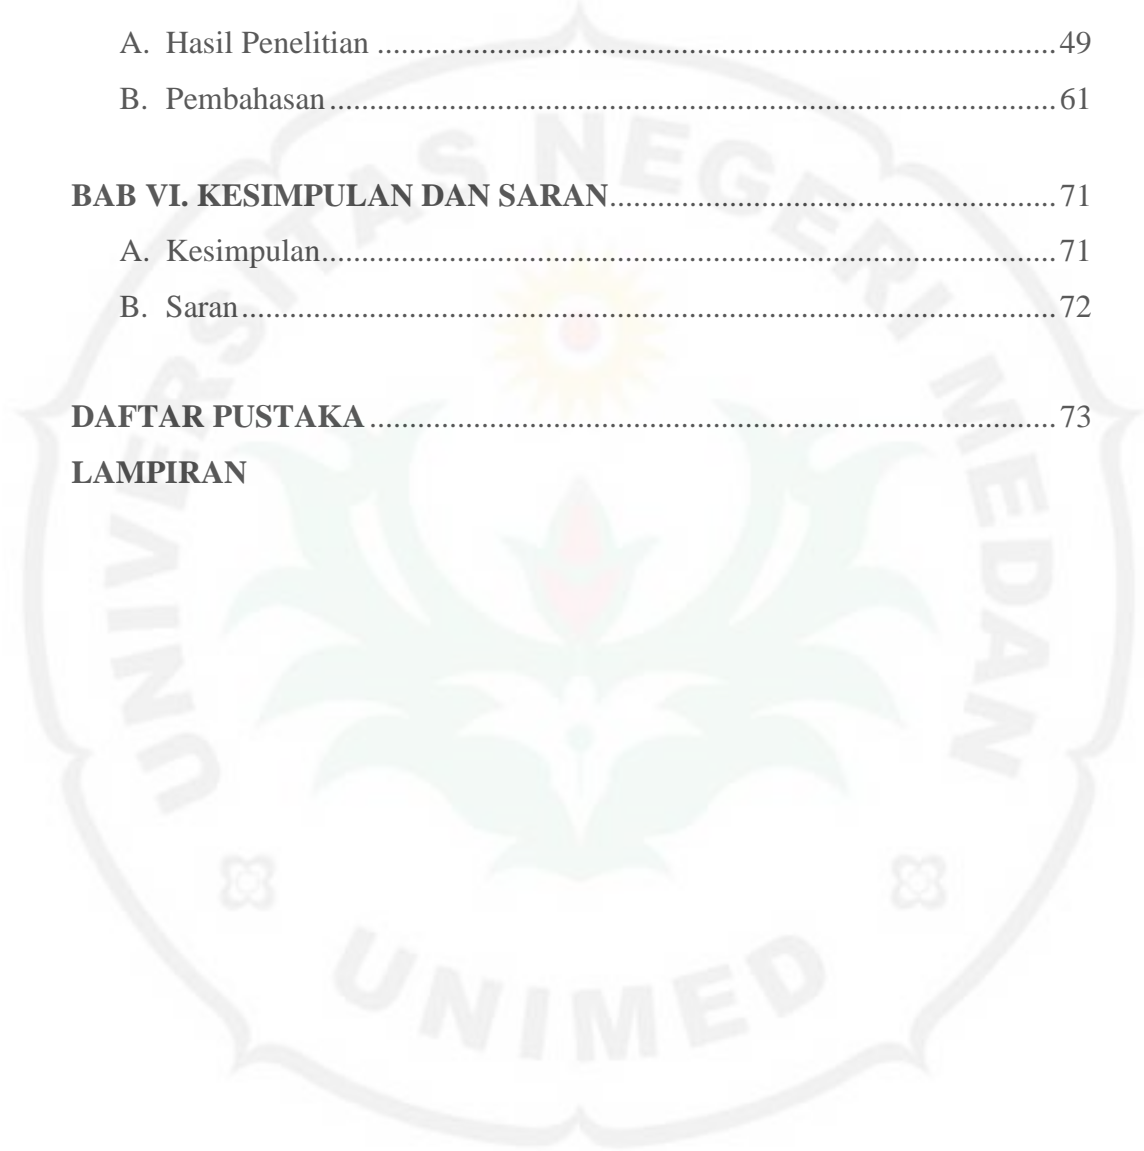 A. Hasil Penelitian ........................................................................................ 49
B. Pembahasan .............................................................................................. 61
BAB VI. KESIMPULAN DAN SARAN .......................................................... 71
A. Kesimpulan ............................................................................................... 71
B. Saran .......................................................................................................... 72
DAFTAR PUSTAKA ......................................................................................... 73
LAMPIRAN
UNIVERSITAS NEGERI MEDAN
UNIMED